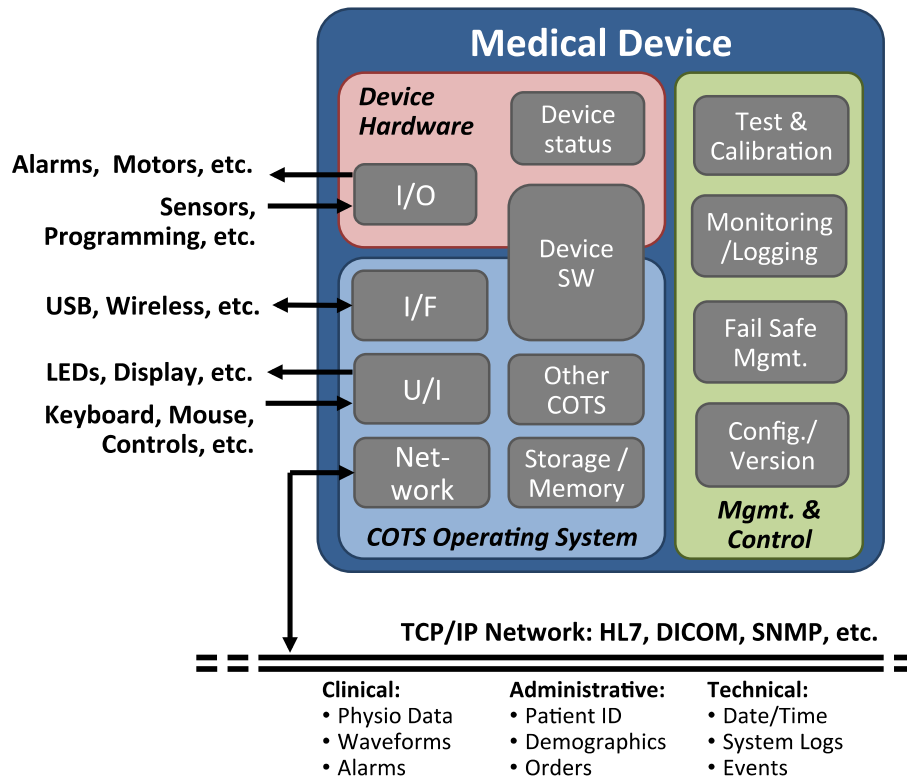 Medical Device
Device
Hardware
Device
status
I/O
Device
SW
Alarms, Motors, etc.
Sensors,
Programming, etc.
USB, Wireless, etc.
I/F
LEDs, Display, etc.
Keyboard, Mouse,
Controls, etc.
U/I
Other
COTS
Net-
work
Storage /
Memory
COTS Operating System
Test &
Calibration
Monitoring
/Logging
Fail Safe
Mgmt.
Config./
Version
Mgmt. &
Control
TCP/IP Network: HL7, DICOM, SNMP, etc.
Clinical:
• Physio Data
• Waveforms
• Alarms
Administrative:
• Patient ID
• Demographics
• Orders
Technical:
• Date/Time
• System Logs
• Events